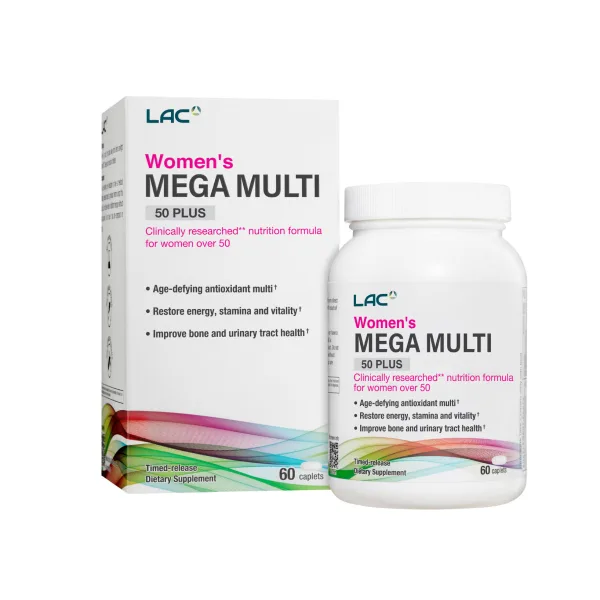 LAC
Women's
MEGA MULTI
50 PLUS
Clinically researched** nutrition formula
for women over 50
• Age-defying antioxidant multi†
• Restore energy, stamina and vitality†
• Improve bone and urinary tract health†
Timed-release
Dietary Supplement
60 caplets
LAC
Women's
MEGA MULTI
50 PLUS
Clinically researched** nutrition formula
for women over 50
• Age-defying antioxidant multi†
• Restore energy, stamina and vitality†
• Improve bone and urinary tract health†
Timed-release
Dietary Supplement
60 caplets